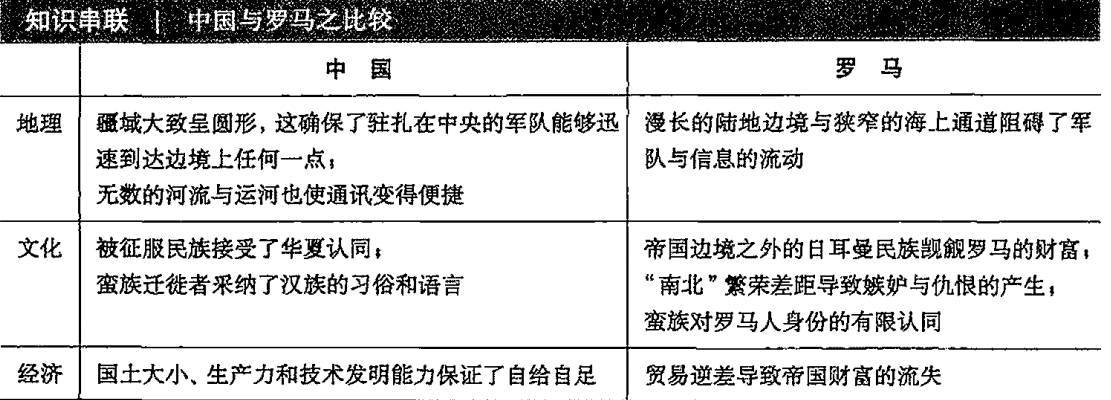 知识串联 | 中国与罗马之比较
中 国
罗 马
地理
疆域大致呈圆形，这确保了驻扎在中央的军队能够迅
速到达边境上任何一点；
无数的河流与运河也使通讯变得便捷
漫长的陆地边境与狭窄的海上通道阻碍了军
队与信息的流动
文化
被征服民族接受了华夏认同；
蛮族迁徙者采纳了汉族的习俗和语言
帝国边境之外的日耳曼民族觊觎罗马的财富；
“南北”繁荣差距导致嫉妒与仇恨的产生；
蛮族对罗马人身份的有限认同
经济
国土大小、生产力和技术发明能力保证了自给自足
贸易逆差导致帝国财富的流失